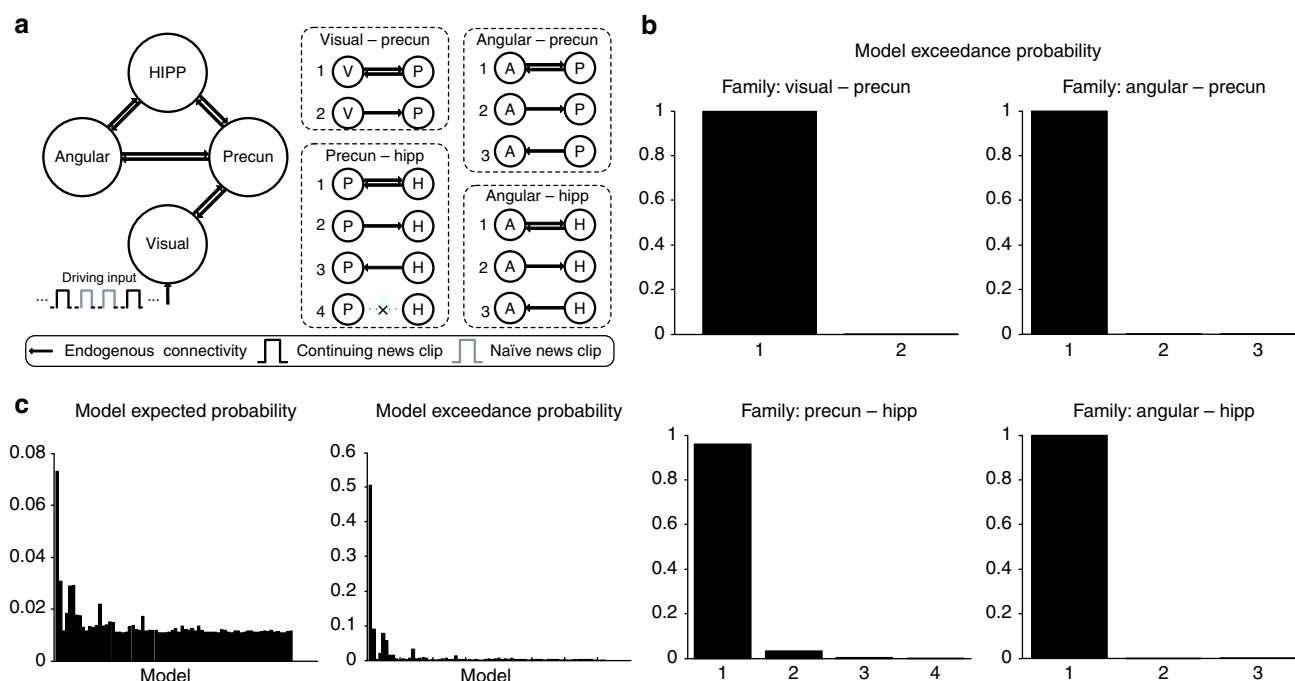 a
HIPP
Angular
Precun
Visual
Driving input
...
...
Visual – precun
1 V P
2 V P
Precun – hipp
1 P H
2 P H
3 P H
4 P × H
Angular – precun
1 A P
2 A P
3 A P
Angular – hipp
1 A H
2 A H
3 A H
Endogenous connectivity Continuing news clip Naïve news clip
b
Model exceedance probability
Family: visual – precun
1
0.8
0.6
0.4
0.2
0
1 2
Family: angular – precun
1
0.8
0.6
0.4
0.2
0
1 2 3
c
Model expected probability
0.08
0.06
0.04
0.02
0
Model
Model exceedance probability
0.6
0.5
0.4
0.3
0.2
0.1
0
Model
Family: precun – hipp
1
0.8
0.6
0.4
0.2
0
1 2 3 4
Family: angular – hipp
1
0.8
0.6
0.4
0.2
0
1 2 3